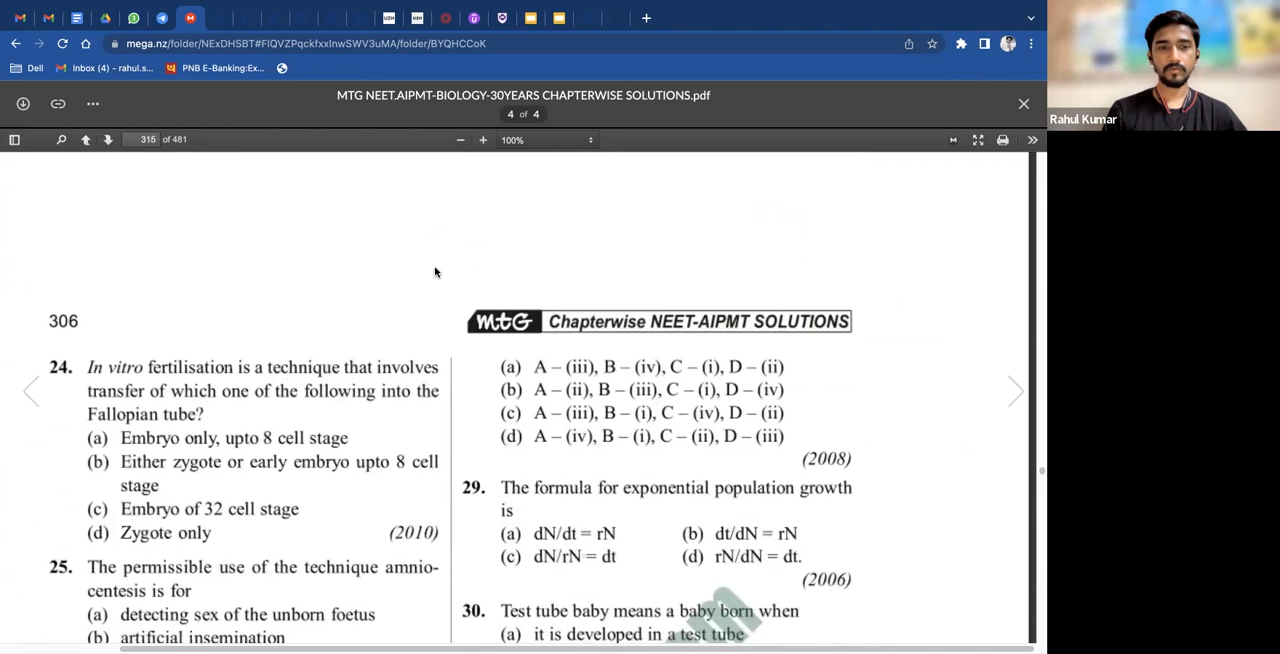 mega.nz/folder/NExDHSBT#FlQVZPqckfxxInwSWV3uMA/folder/BYQHCCoK
Dell
Inbox (4) - rahul.s...
PNB E-Banking:Ex...
MTG NEET.AIPMT-BIOLOGY-30YEARS CHAPTERWISE SOLUTIONS.pdf
4 of 4
315 of 481
100%
Rahul Kumar
306
mtG Chapterwise NEET-AIPMT SOLUTIONS
24. In vitro fertilisation is a technique that involves
transfer of which one of the following into the
Fallopian tube?
(a) Embryo only, upto 8 cell stage
(b) Either zygote or early embryo upto 8 cell
stage
(c) Embryo of 32 cell stage
(d) Zygote only (2010)
25. The permissible use of the technique amnio-
centesis is for
(a) detecting sex of the unborn foetus
(b) artificial insemination
(a) A – (iii), B – (iv), C – (i), D – (ii)
(b) A – (ii), B – (iii), C – (i), D – (iv)
(c) A – (iii), B – (i), C – (iv), D – (ii)
(d) A – (iv), B – (i), C – (ii), D – (iii)
(2008)
29. The formula for exponential population growth
is
(a) dN/dt = rN (b) dt/dN = rN
(c) dN/rN = dt (d) rN/dN = dt.
(2006)
30. Test tube baby means a baby born when
(a) it is developed in a test tube